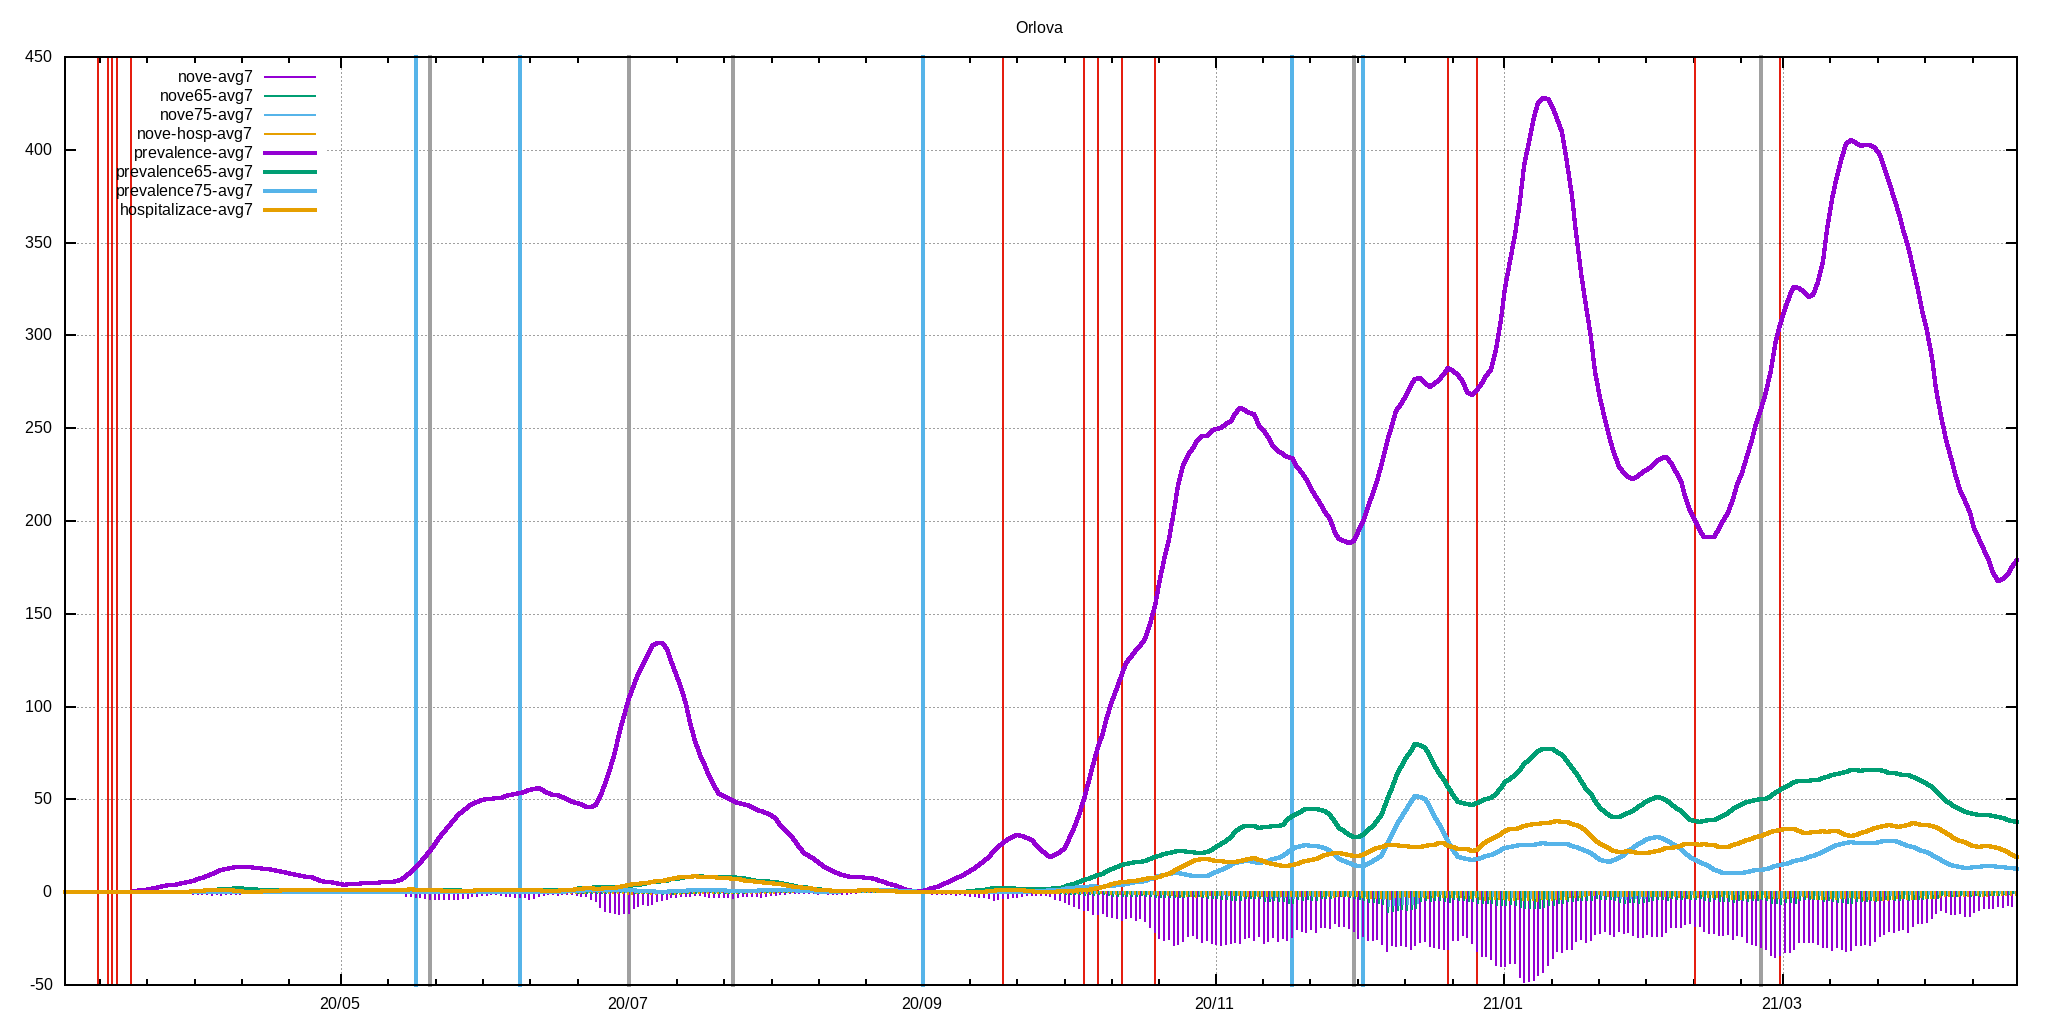 Orlova
450
400
350
300
250
200
150
100
50
0
-50
nove-avg7
nove65-avg7
nove75-avg7
nove-hosp-avg7
prevalence-avg7
prevalence65-avg7
prevalence75-avg7
hospitalizace-avg7
20/05 20/07 20/09 20/11 21/01 21/03